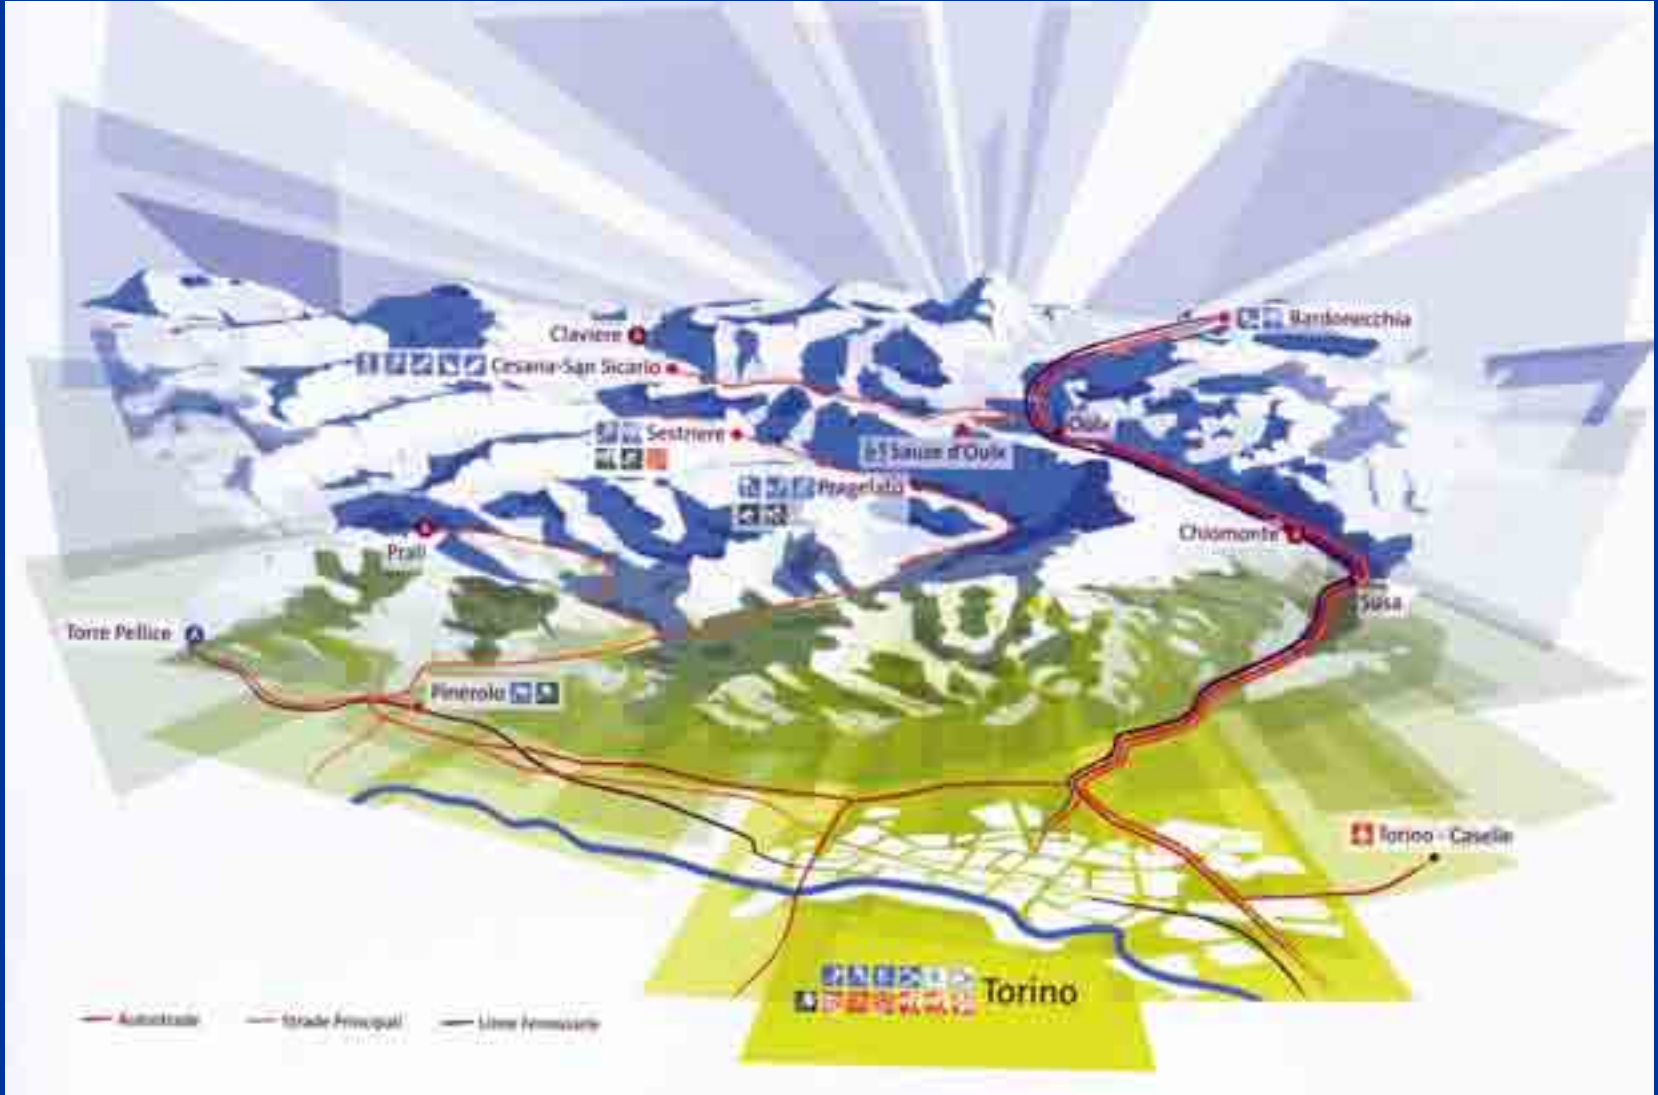 Claviere
Cesana-San Sicario
Bardonecchia
Sestriere
Oulx
Sauze d'Oulx
Pragelato
Prali
Chiomonte
Susa
Torre Pellice
Pinerolo
Torino - Caselle
Torino
Autostrade
Strade Principali
Linee Ferroviarie